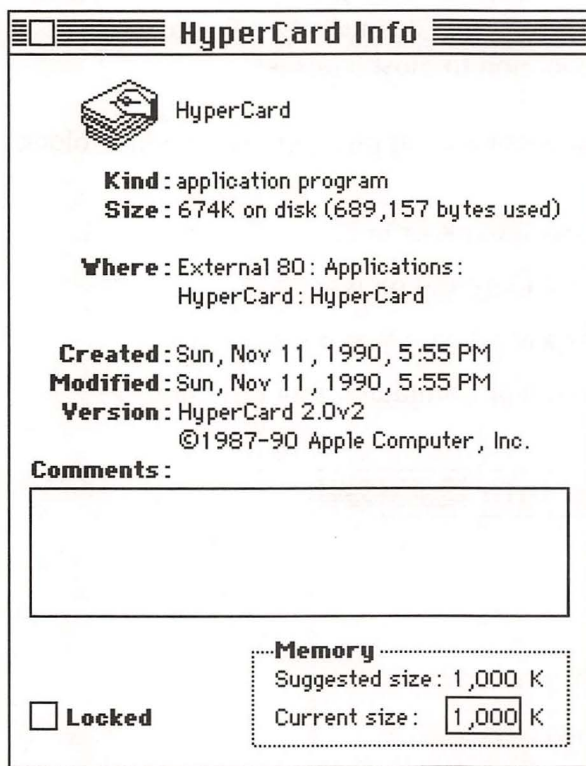 HyperCard Info
HyperCard
Kind: application program
Size: 674K on disk (689,157 bytes used)
Where: External 80: Applications:
HyperCard: HyperCard
Created: Sun, Nov 11, 1990, 5:55 PM
Modified: Sun, Nov 11, 1990, 5:55 PM
Version: HyperCard 2.0v2
©1987-90 Apple Computer, Inc.
Comments:
Memory
Suggested size: 1,000 K
Locked
Current size: 1,000 K